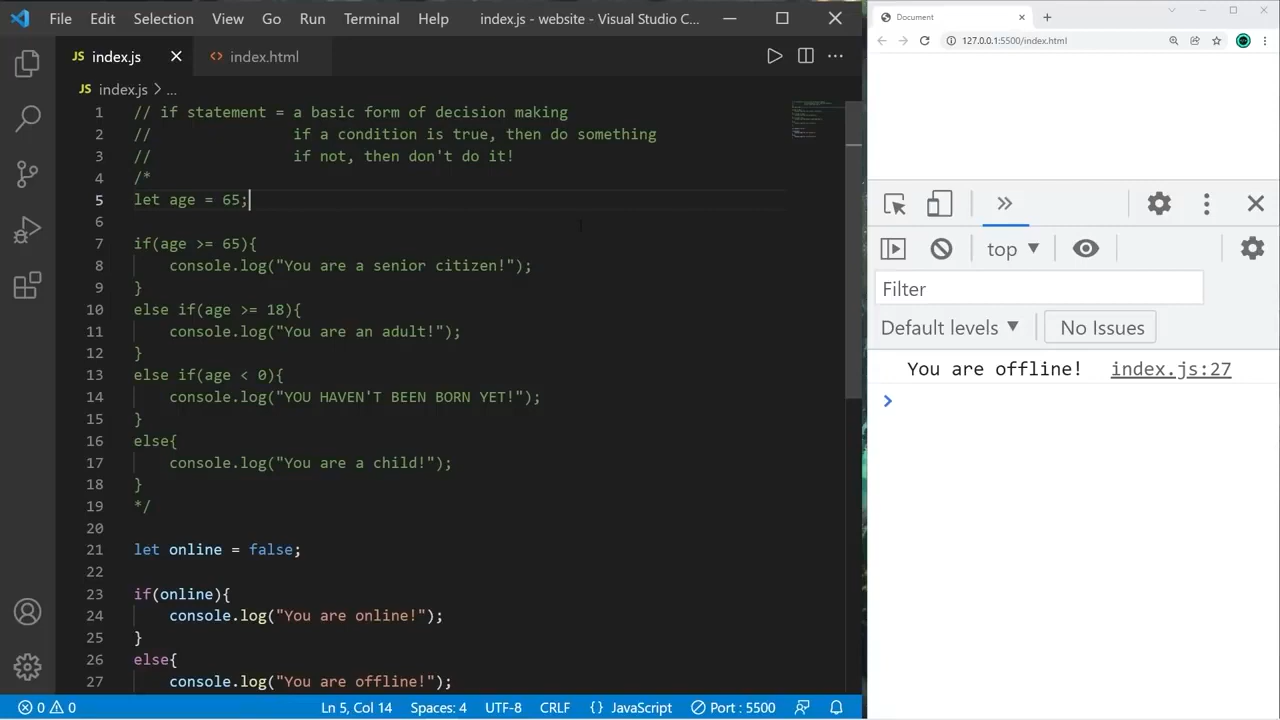 File Edit Selection View Go Run Terminal Help index.js - website - Visual Studio C...
JS index.js index.html
JS index.js > ...
1 // if statement = a basic form of decision making
2 //                if a condition is true, then do something
3 //                if not, then don't do it!
4 /*
5 let age = 65;
6
7 if(age >= 65){
8     console.log("You are a senior citizen!");
9 }
10 else if(age >= 18){
11     console.log("You are an adult!");
12 }
13 else if(age < 0){
14     console.log("YOU HAVEN'T BEEN BORN YET!");
15 }
16 else{
17     console.log("You are a child!");
18 }
19 */
20
21 let online = false;
22
23 if(online){
24     console.log("You are online!");
25 }
26 else{
27     console.log("You are offline!");
0 0 Ln 5, Col 14 Spaces: 4 UTF-8 CRLF {} JavaScript Port : 5500
Document
127.0.0.1:5500/index.html
top
Filter
Default levels No Issues
You are offline! index.js:27